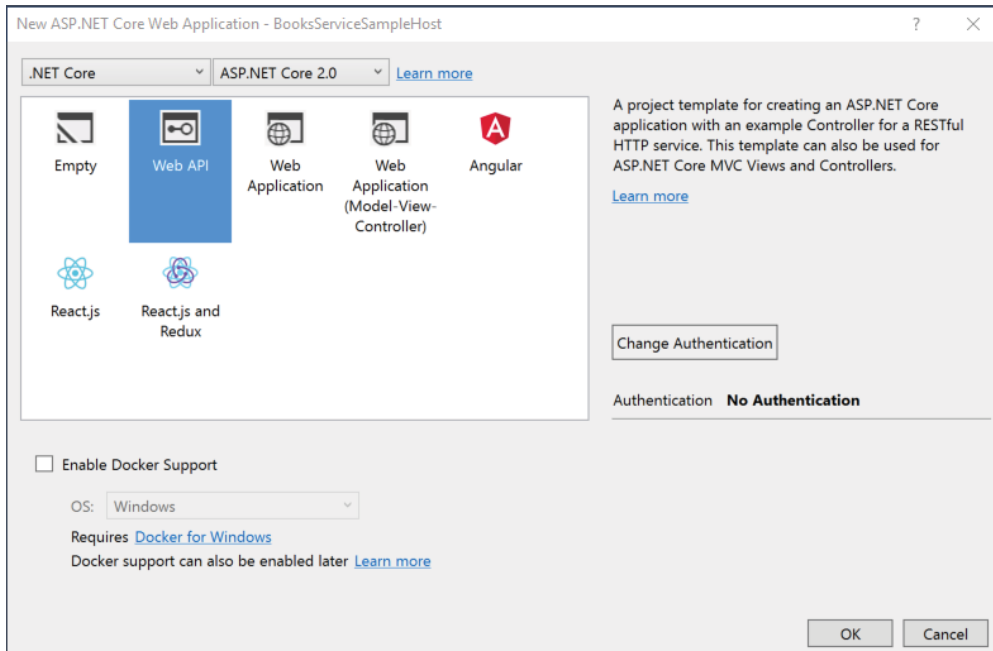 New ASP.NET Core Web Application - BooksServiceSampleHost
.NET Core
ASP.NET Core 2.0
Learn more
Empty
Web API
Web
Application
Web
Application
(Model-View-
Controller)
Angular
React.js
React.js and
Redux
A project template for creating an ASP.NET Core
application with an example Controller for a RESTful
HTTP service. This template can also be used for
ASP.NET Core MVC Views and Controllers.
Learn more
Change Authentication
Authentication No Authentication
Enable Docker Support
OS: Windows
Requires Docker for Windows
Docker support can also be enabled later Learn more
OK
Cancel